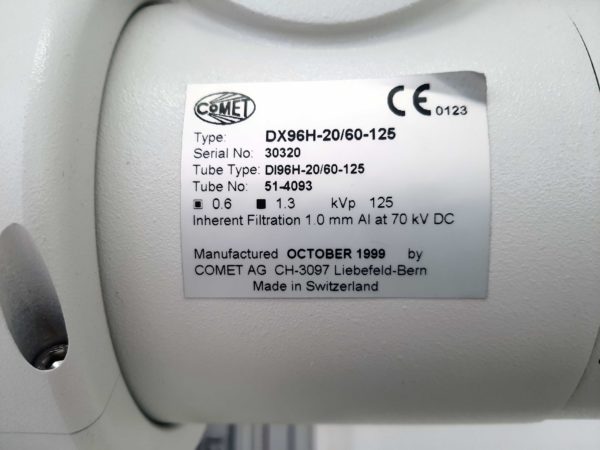 COMET
CE 0123
Type: DX96H-20/60-125
Serial No: 30320
Tube Type: DI96H-20/60-125
Tube No: 51-4093
▣ 0.6 ■ 1.3 kVp 125
Inherent Filtration 1.0 mm Al at 70 kV DC
Manufactured OCTOBER 1999 by
COMET AG CH-3097 Liebefeld-Bern
Made in Switzerland